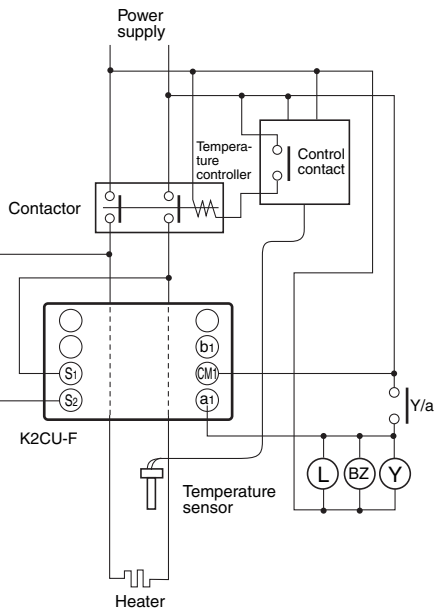 Power
supply
Tempera-
ture
controller
Control
contact
Contactor
b1
S1
CM1
S2
a1
Y/a
K2CU-F
L
BZ
Y
Temperature
sensor
Heater